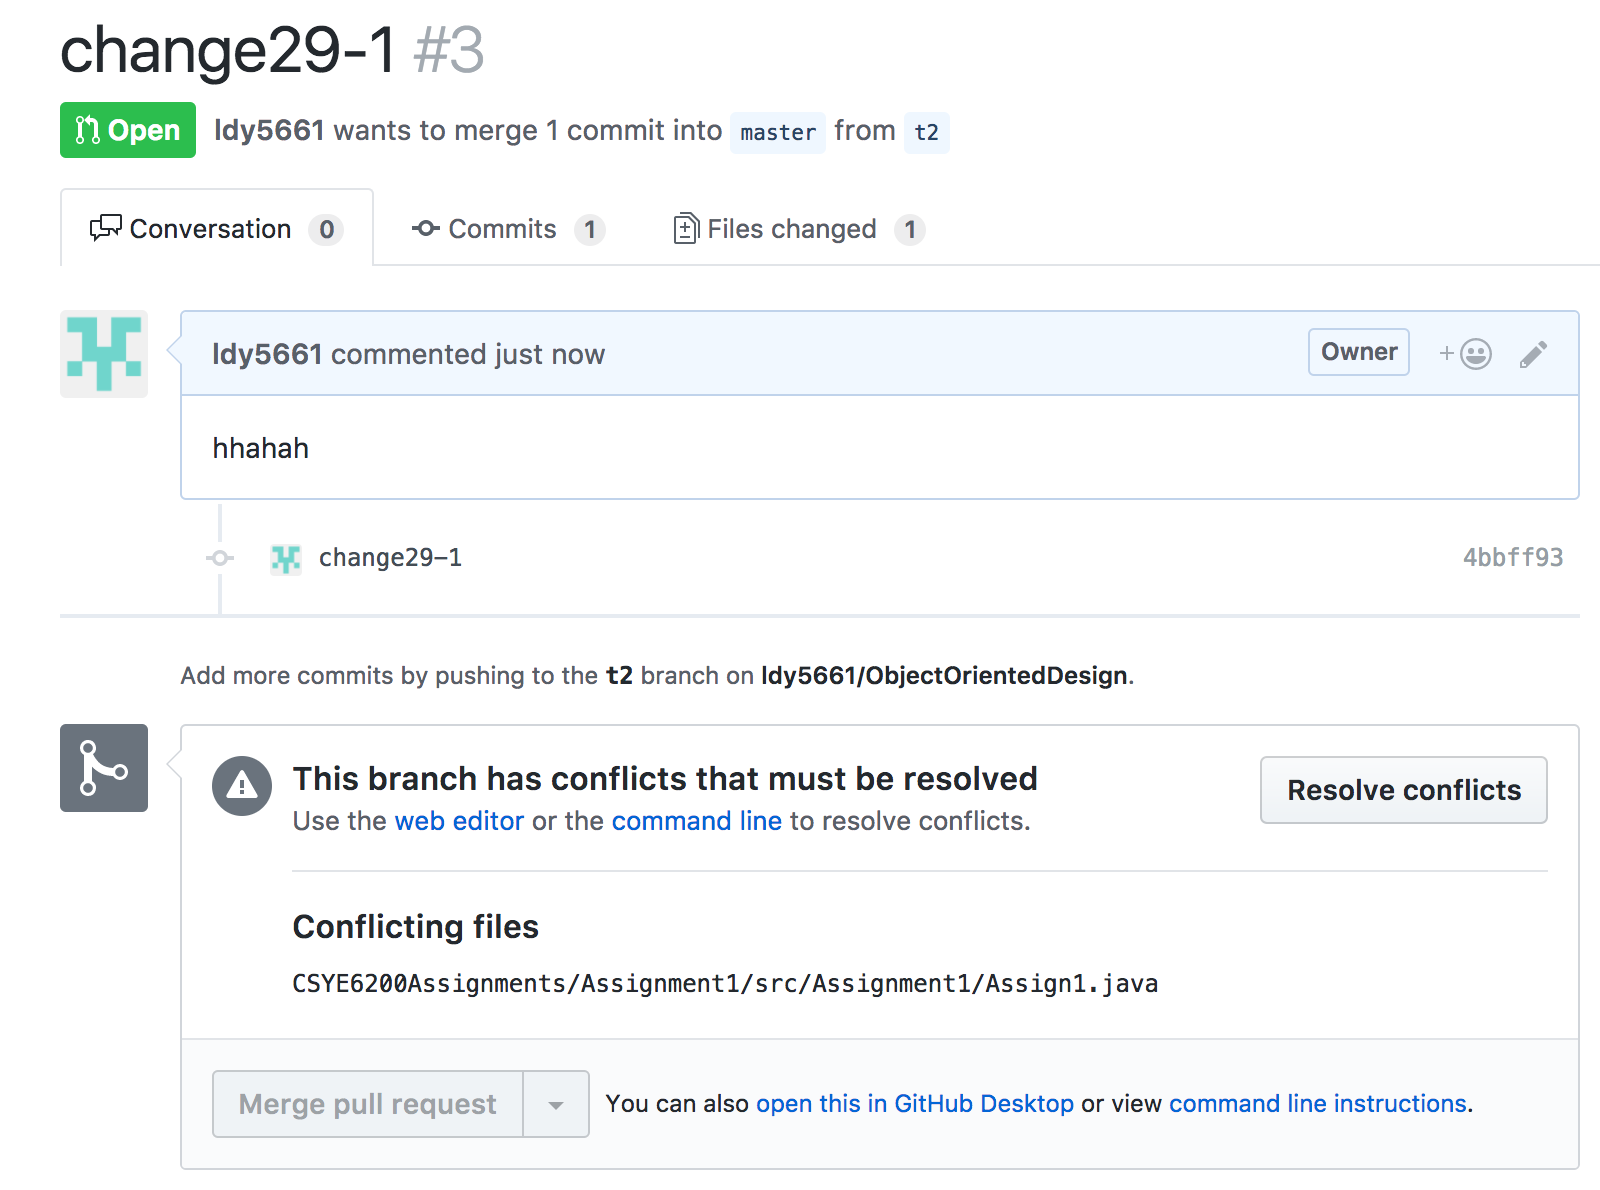 change29-1 #3
Open ldy5661 wants to merge 1 commit into master from t2
Conversation 0 Commits 1 Files changed 1
ldy5661 commented just now Owner +
hhahah
change29-1 4bbff93
Add more commits by pushing to the t2 branch on ldy5661/ObjectOrientedDesign.
This branch has conflicts that must be resolved
Resolve conflicts
Use the web editor or the command line to resolve conflicts.
Conflicting files
CSYE6200Assignments/Assignment1/src/Assignment1/Assign1.java
Merge pull request You can also open this in GitHub Desktop or view command line instructions.